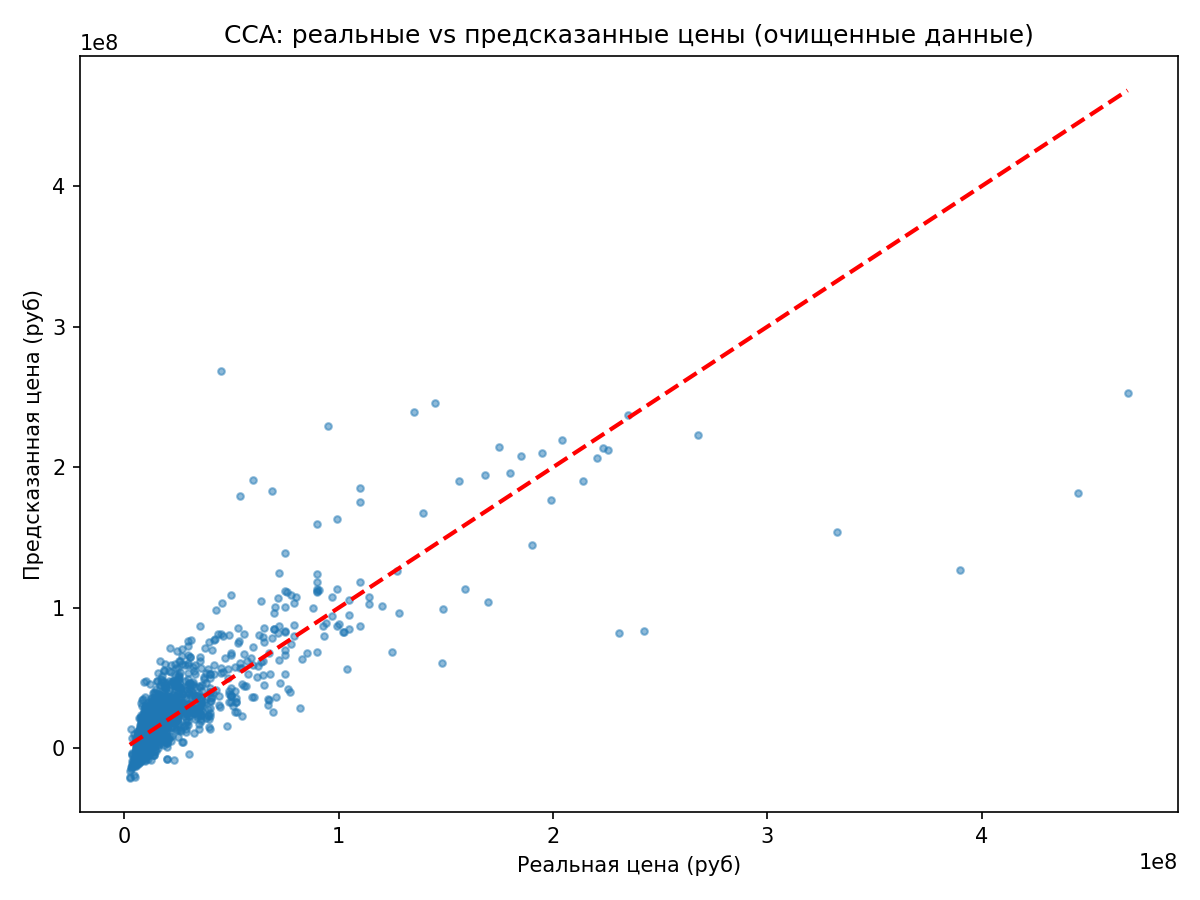 CCA: реальные vs предсказанные цены (очищенные данные)
1e8
Предсказанная цена (руб)
4
3
2
1
0
0 1 2 3 4
1e8
Реальная цена (руб)